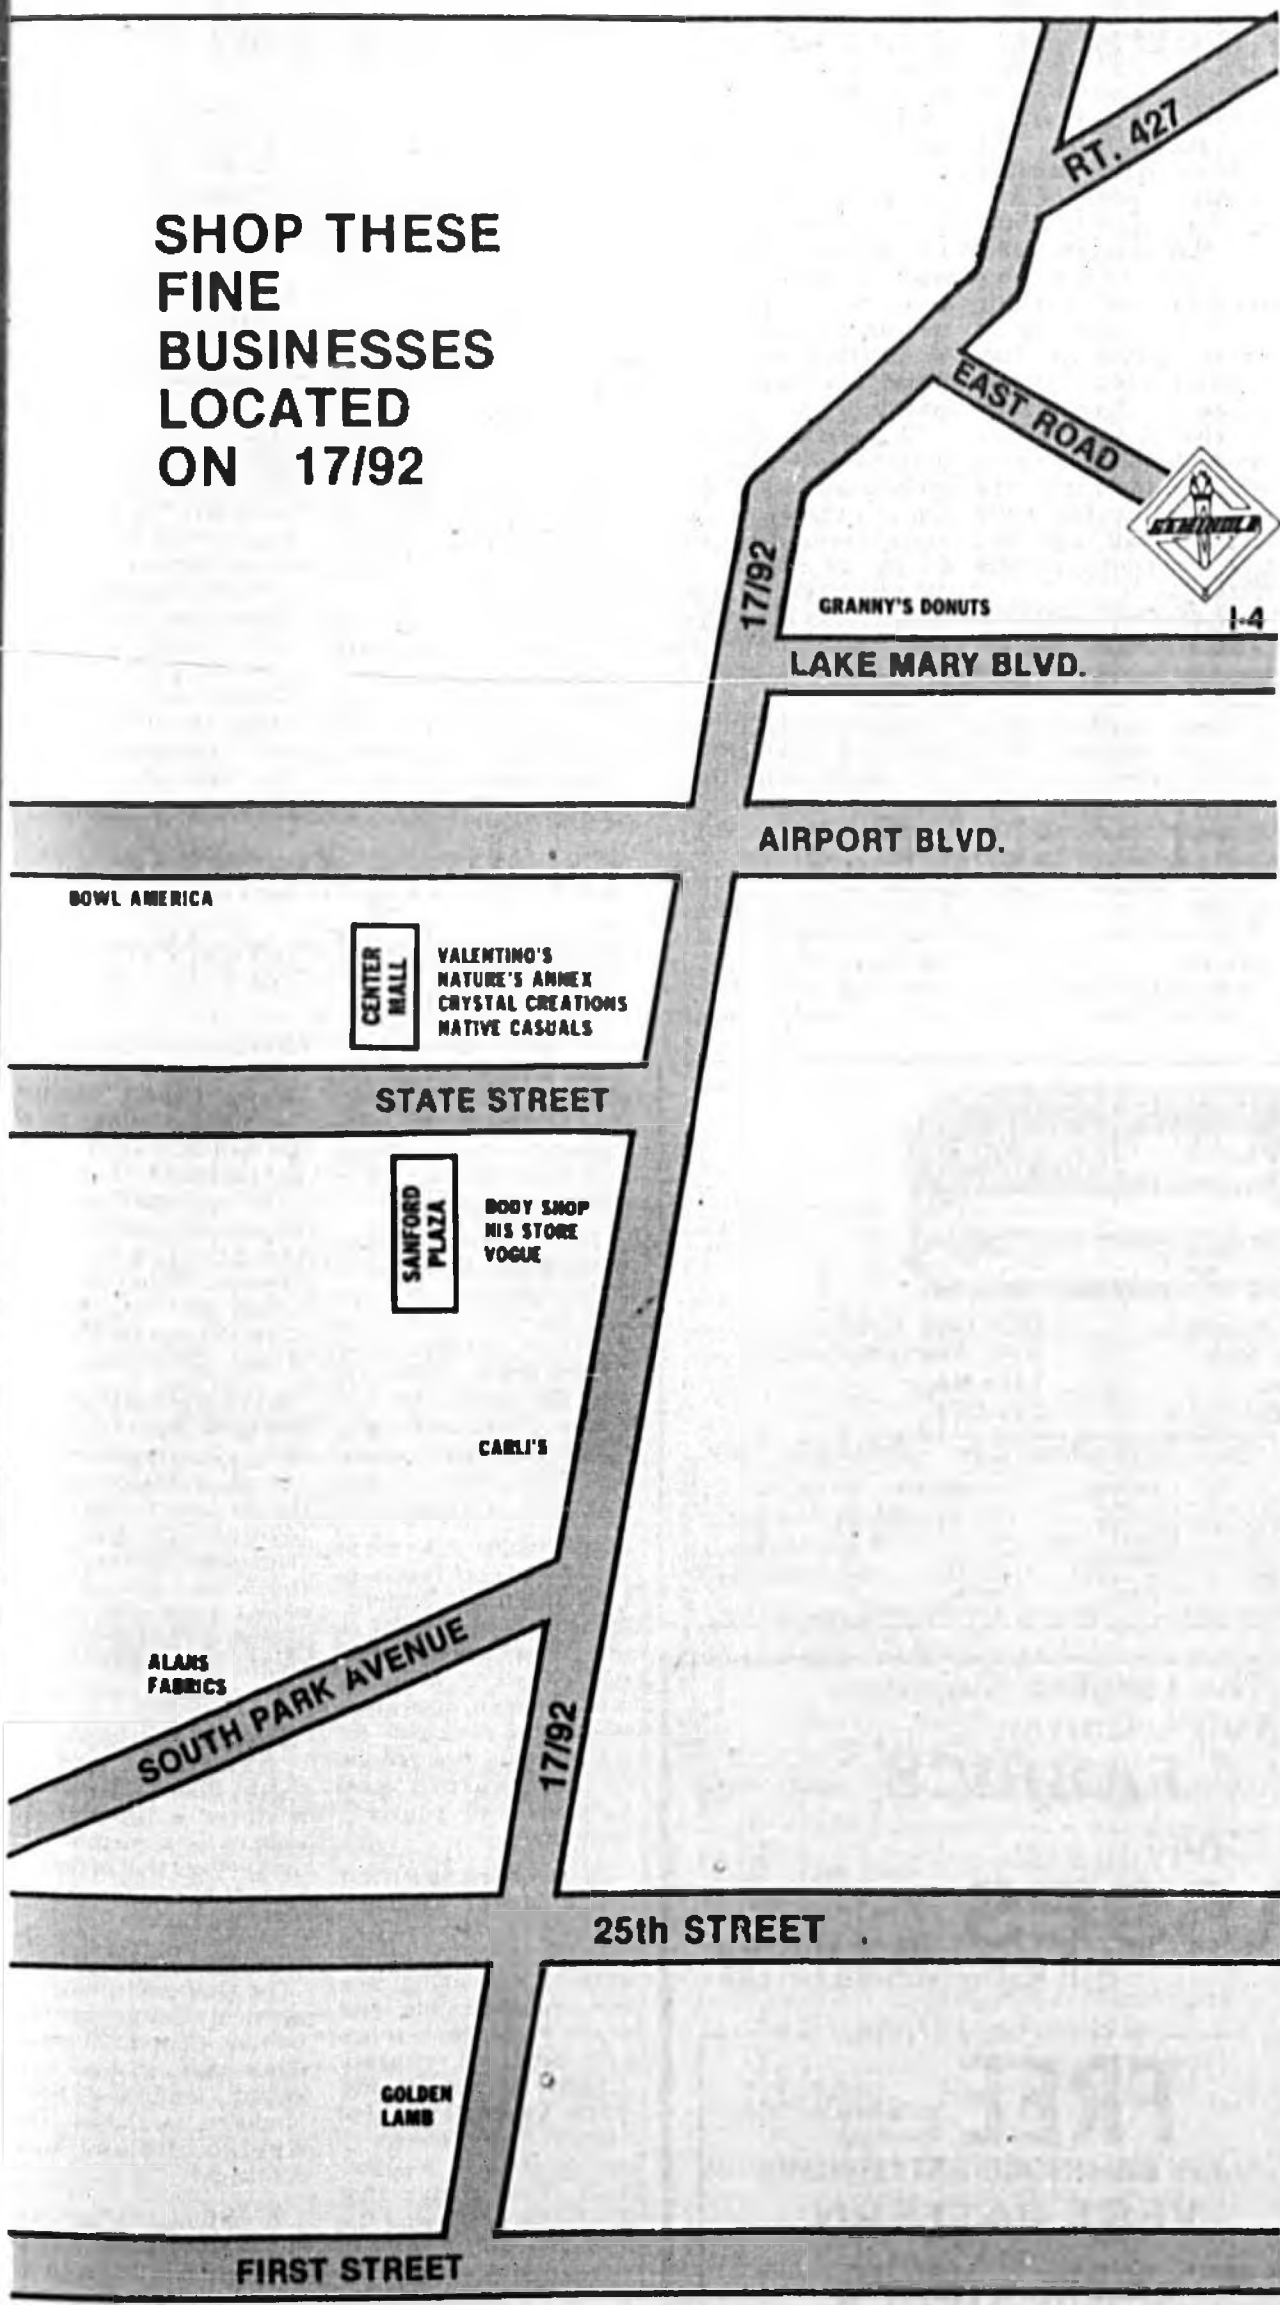 SHOP THESE
FINE
BUSINESSES
LOCATED
ON 17/92
RT. 427
EAST ROAD
SEMINOLE
17/92
GRANNY'S DONUTS
I-4
LAKE MARY BLVD.
AIRPORT BLVD.
BOWL AMERICA
CENTER
MALL
VALENTINO'S
NATURE'S ANNEX
CRYSTAL CREATIONS
NATIVE CASUALS
STATE STREET
SANFORD
PLAZA
BODY SHOP
HIS STORE
VOGUE
CARLI'S
ALANS
FABRICS
SOUTH PARK AVENUE
17/92
25th STREET
GOLDEN
LAMB
FIRST STREET